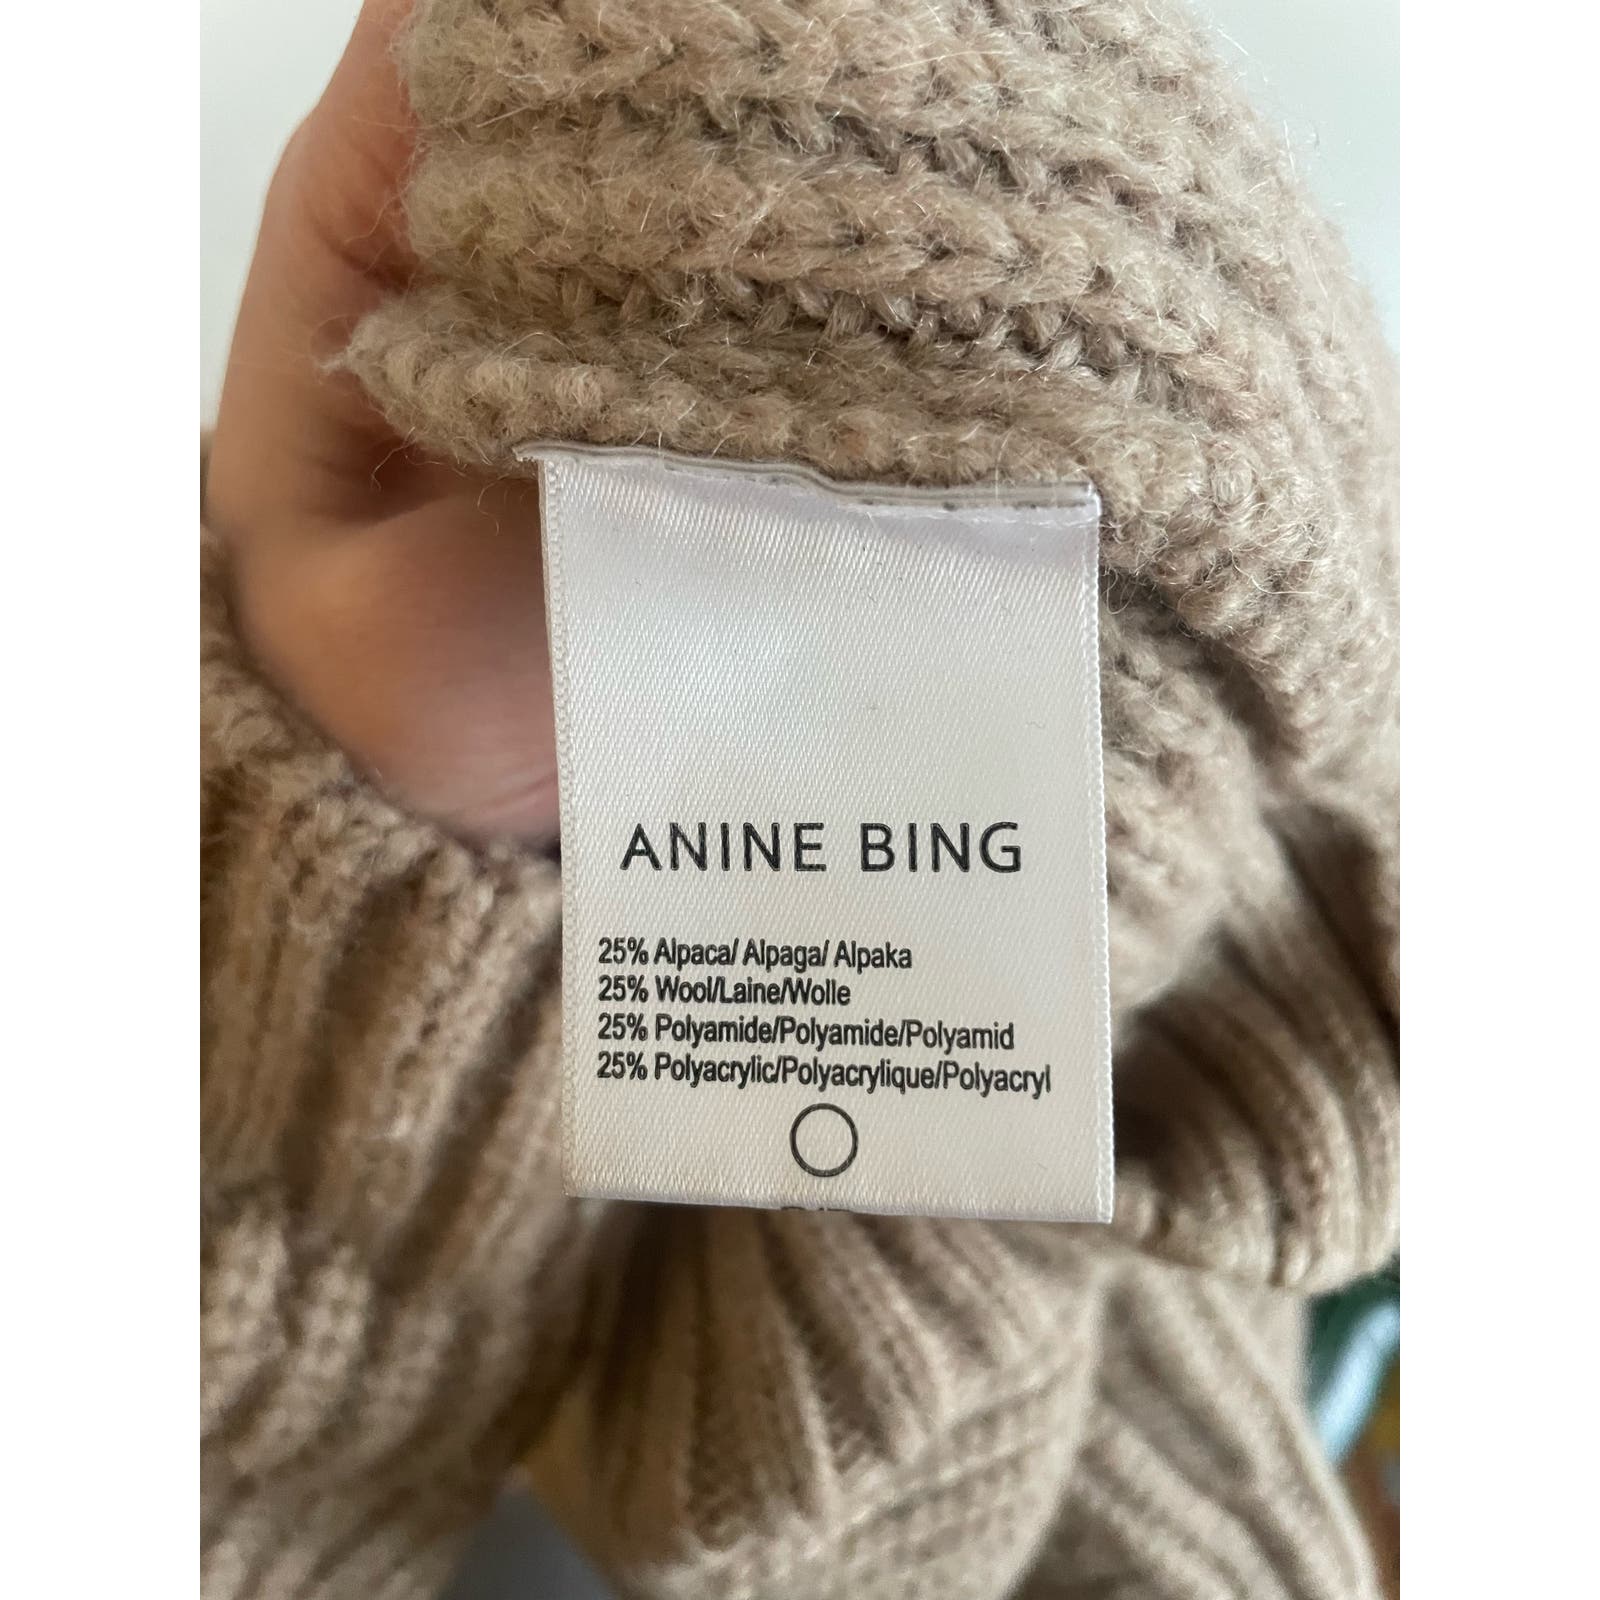 ANINE BING
25% Alpaca/ Alpaga/ Alpaka
25% Wool/Laine/Wolle
25% Polyamide/Polyamide/Polyamid
25% Polyacrylic/Polyacrylique/Polyacryl